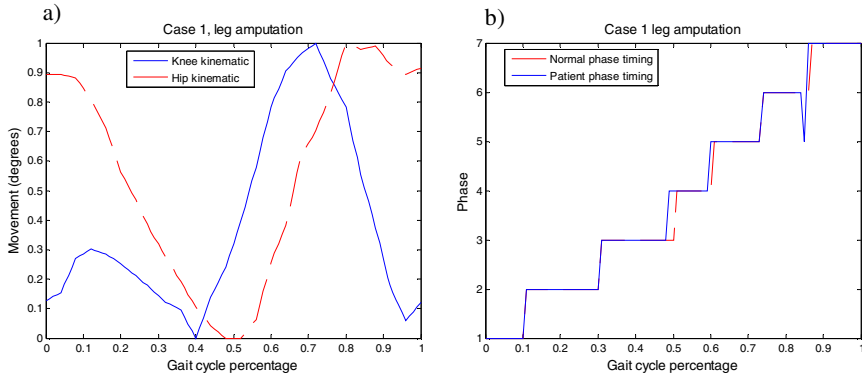 a)
Case 1, leg amputation
Knee kinematic
Hip kinematic
Movement (degrees)
1
0.9
0.8
0.7
0.6
0.5
0.4
0.3
0.2
0.1
0
0 0.1 0.2 0.3 0.4 0.5 0.6 0.7 0.8 0.9 1
Gait cycle percentage
b)
Case 1 leg amputation
Normal phase timing
Patient phase timing
Phase
7
6
5
4
3
2
1
0 0.1 0.2 0.3 0.4 0.5 0.6 0.7 0.8 0.9 1
Gait cycle percentage